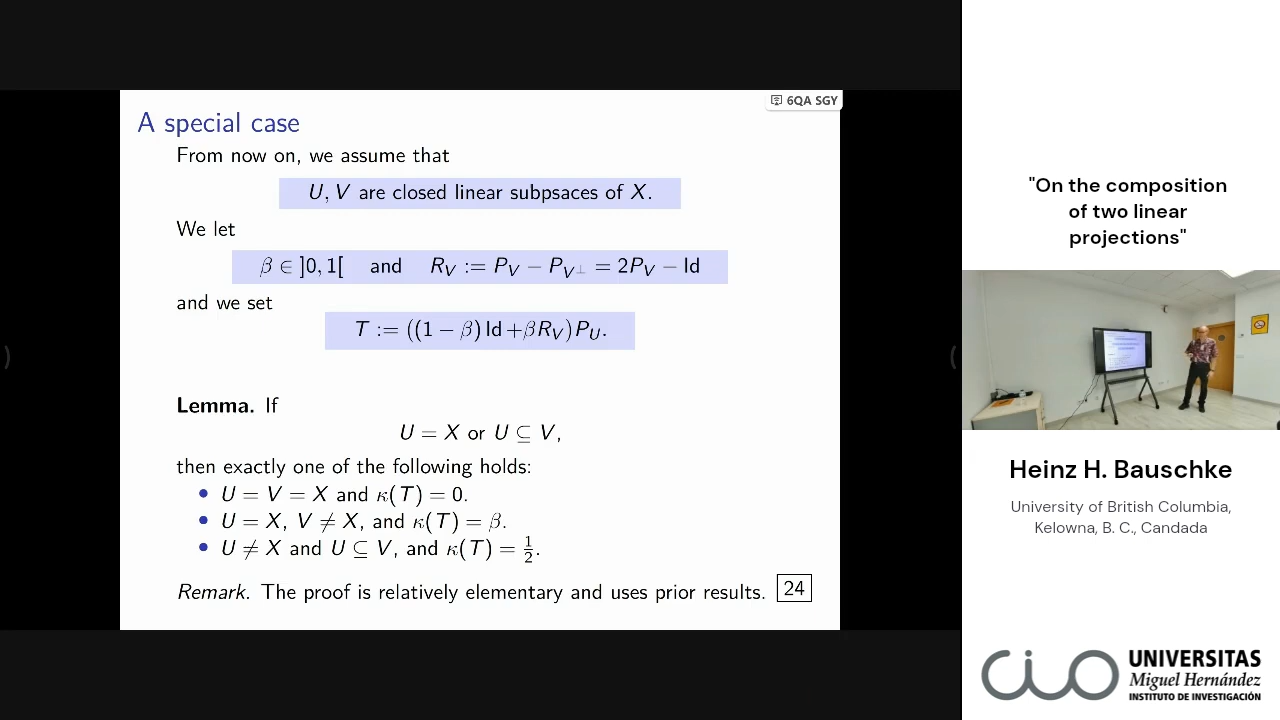 6QA SGY
A special case
From now on, we assume that
U, V are closed linear subpsaces of X.
We let
β ∈ ]0, 1[ and R_V := P_V − P_{V⊥} = 2P_V − Id
and we set
T := ((1 − β) Id +βR_V)P_U.
Lemma. If
U = X or U ⊆ V,
then exactly one of the following holds:
• U = V = X and κ(T) = 0.
• U = X, V ≠ X, and κ(T) = β.
• U ≠ X and U ⊆ V, and κ(T) = 1/2.
Remark. The proof is relatively elementary and uses prior results. 24
"On the composition
of two linear
projections"
Heinz H. Bauschke
University of British Columbia,
Kelowna, B. C., Candada
cio
UNIVERSITAS
Miguel Hernández
INSTITUTO DE INVESTIGACIÓN